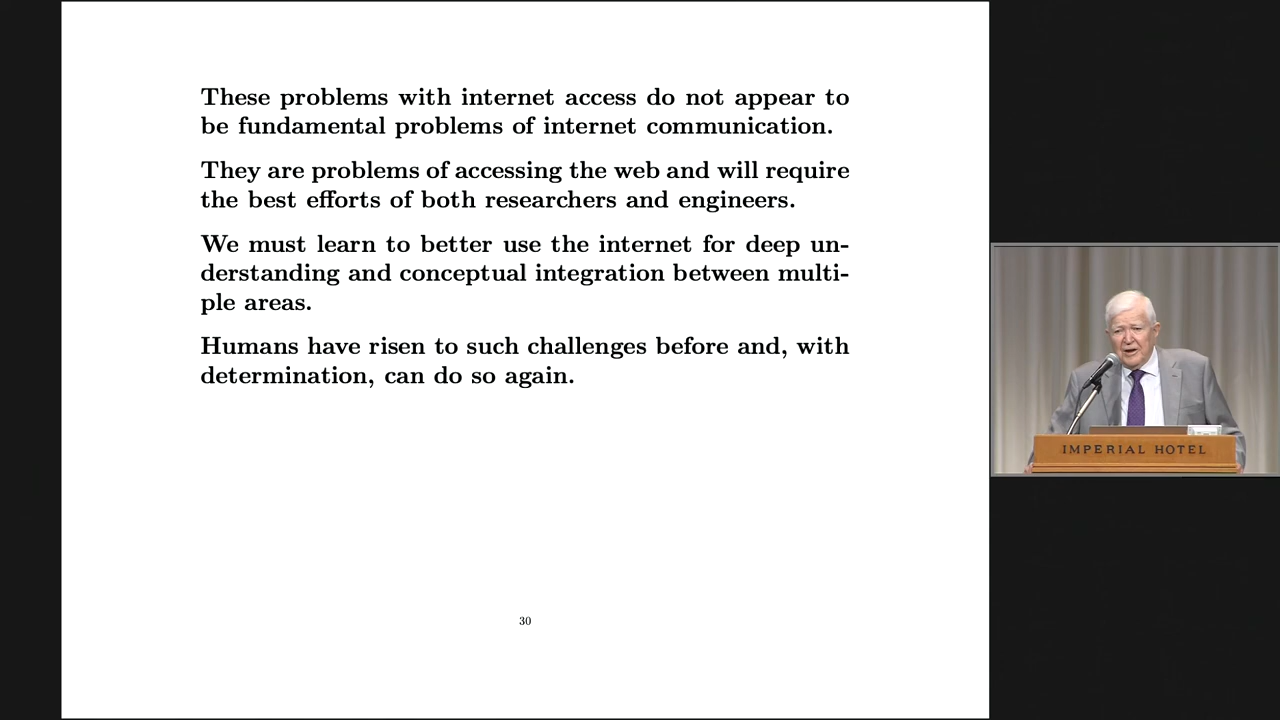 These problems with internet access do not appear to
be fundamental problems of internet communication.
They are problems of accessing the web and will require
the best efforts of both researchers and engineers.
We must learn to better use the internet for deep un-
derstanding and conceptual integration between multi-
ple areas.
Humans have risen to such challenges before and, with
determination, can do so again.
30
IMPERIAL HOTEL